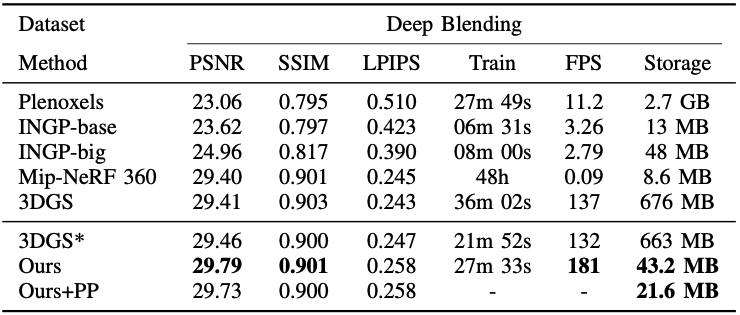 Dataset Deep Blending
Method PSNR SSIM LPIPS Train FPS Storage
Plenoxels 23.06 0.795 0.510 27m 49s 11.2 2.7 GB
INGP-base 23.62 0.797 0.423 06m 31s 3.26 13 MB
INGP-big 24.96 0.817 0.390 08m 00s 2.79 48 MB
Mip-NeRF 360 29.40 0.901 0.245 48h 0.09 8.6 MB
3DGS 29.41 0.903 0.243 36m 02s 137 676 MB
3DGS* 29.46 0.900 0.247 21m 52s 132 663 MB
Ours 29.79 0.901 0.258 27m 33s 181 43.2 MB
Ours+PP 29.73 0.900 0.258 - - 21.6 MB